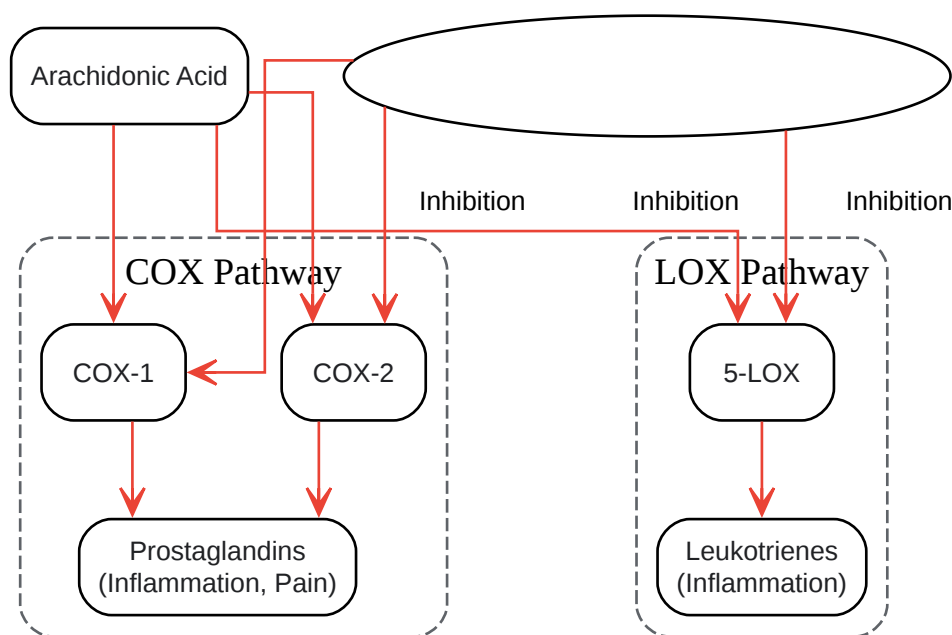 Arachidonic Acid
Inhibition
Inhibition
Inhibition
COX Pathway
LOX Pathway
COX-1
COX-2
5-LOX
Prostaglandins
(Inflammation, Pain)
Leukotrienes
(Inflammation)